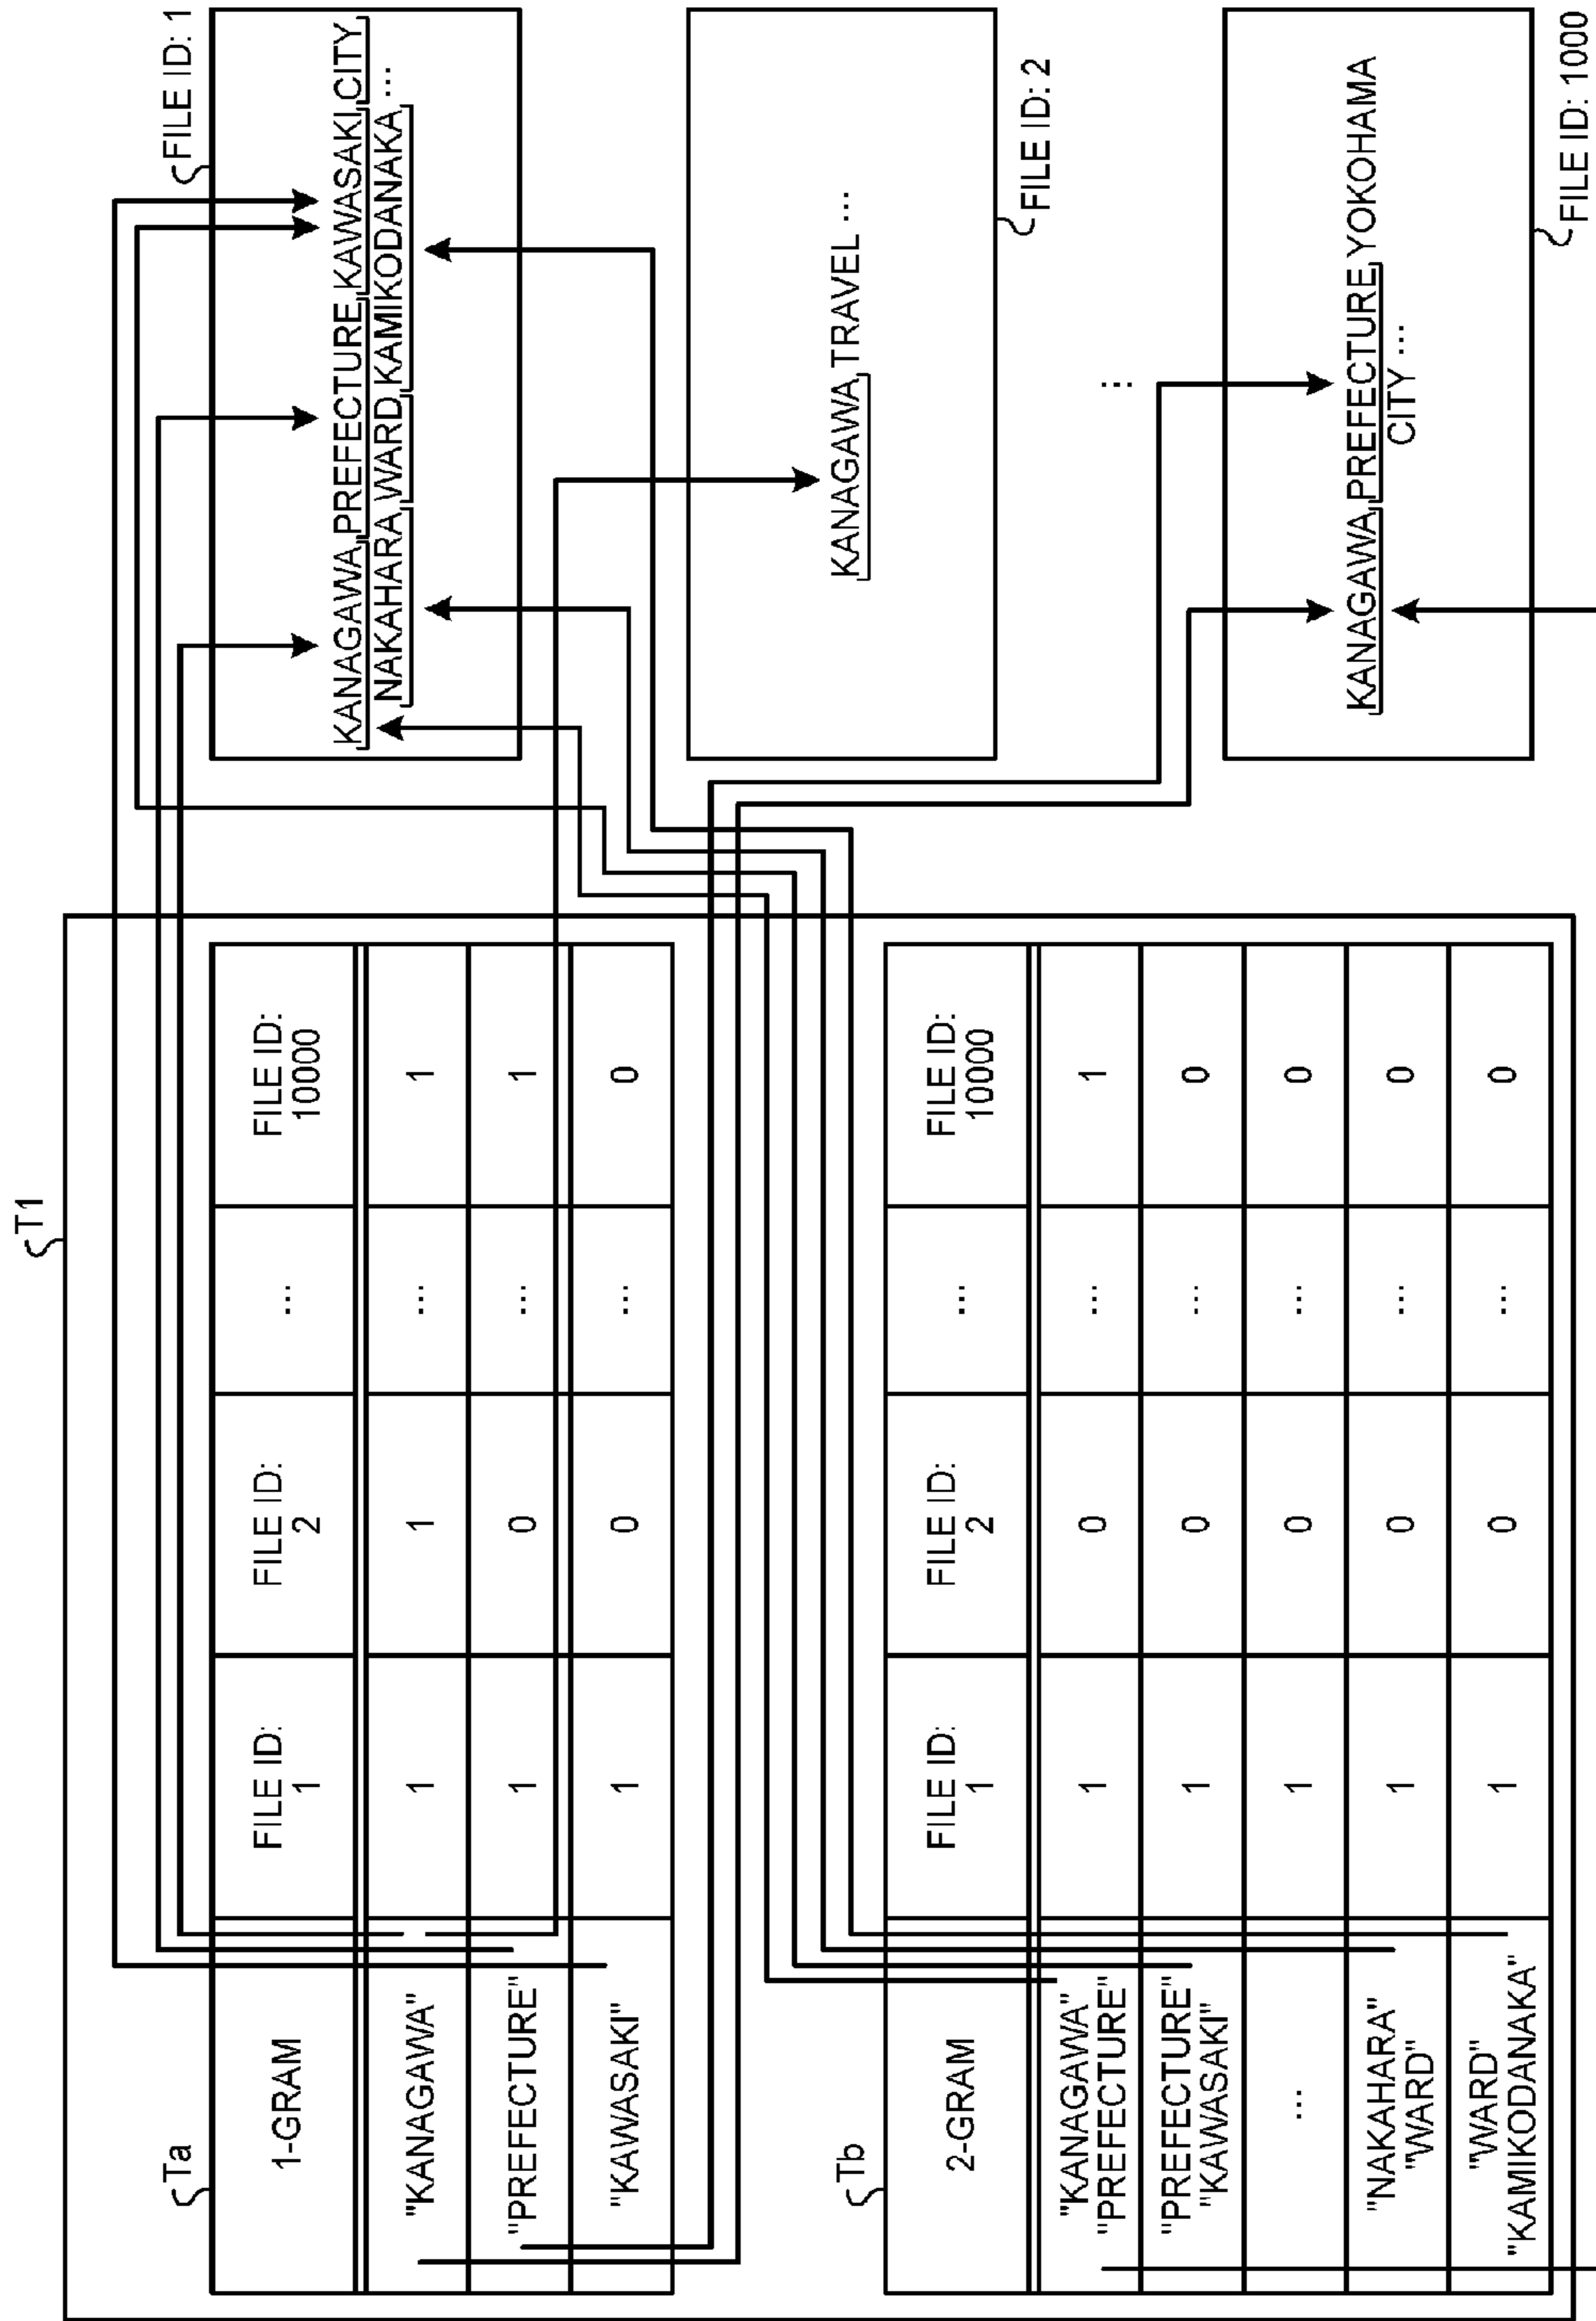 T1
Ta
1-GRAM
FILE ID:
1
FILE ID:
2
...
FILE ID:
10000
"KANAGAWA"
1
1
...
1
"PREFECTURE"
1
0
...
1
"KAWASAKI"
1
0
...
0
Tb
2-GRAM
FILE ID:
1
FILE ID:
2
...
FILE ID:
10000
"KANAGAWA"
"PREFECTURE"
1
0
...
1
"PREFECTURE"
"KAWASAKI"
1
0
...
0
...
1
0
...
0
"NAKAHARA"
"WARD"
1
0
...
0
"WARD"
"KAMIKODANAKA"
1
0
...
0
FILE ID: 1
KANAGAWA PREFECTURE KAWASAKI CITY
NAKAHARA WARD KAMIKODANAKA ...
KANAGAWA TRAVEL ...
FILE ID: 2
...
KANAGAWA PREFECTURE YOKOHAMA
CITY ...
FILE ID: 1000